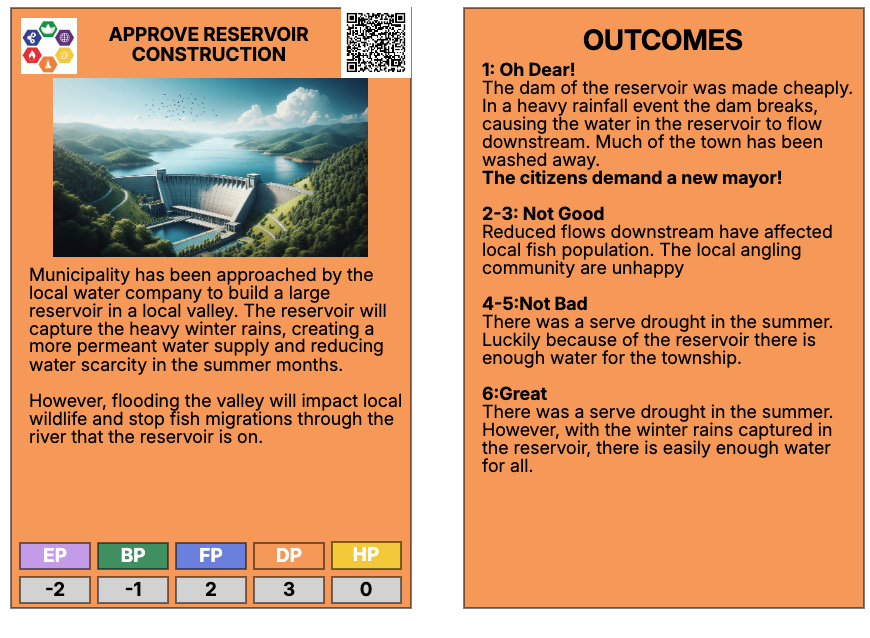 APPROVE RESERVOIR
CONSTRUCTION
Municipality has been approached by the
local water company to build a large
reservoir in a local valley. The reservoir will
capture the heavy winter rains, creating a
more permeant water supply and reducing
water scarcity in the summer months.
However, flooding the valley will impact local
wildlife and stop fish migrations through the
river that the reservoir is on.
EP BP FP DP HP
-2 -1 2 3 0
OUTCOMES
1: Oh Dear!
The dam of the reservoir was made cheaply.
In a heavy rainfall event the dam breaks,
causing the water in the reservoir to flow
downstream. Much of the town has been
washed away.
The citizens demand a new mayor!
2-3: Not Good
Reduced flows downstream have affected
local fish population. The local angling
community are unhappy
4-5:Not Bad
There was a serve drought in the summer.
Luckily because of the reservoir there is
enough water for the township.
6:Great
There was a serve drought in the summer.
However, with the winter rains captured in
the reservoir, there is easily enough water
for all.